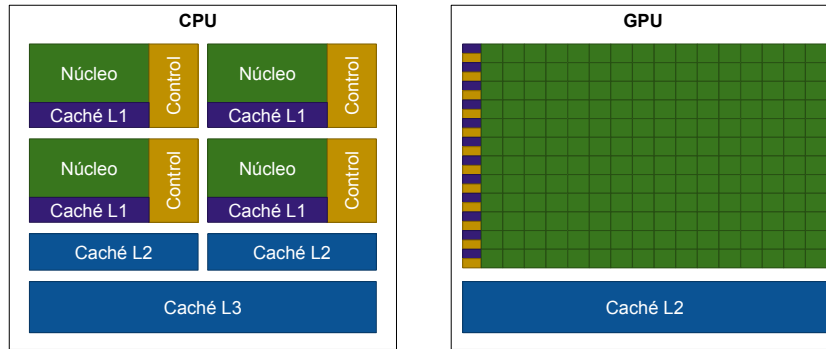 CPU
Núcleo
Control
Caché L1
Núcleo
Control
Caché L1
Núcleo
Control
Caché L1
Núcleo
Control
Caché L1
Caché L2
Caché L2
Caché L3
GPU
Caché L2